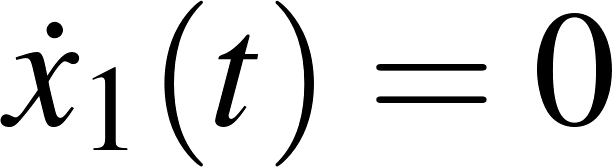 ẋ₁(t) = 0